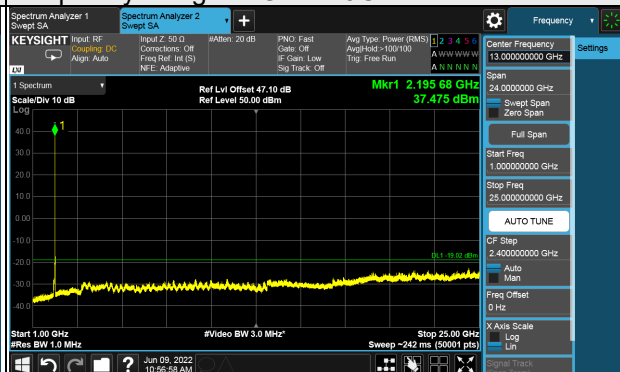 Spectrum Analyzer 1
Swept SA
Spectrum Analyzer 2
Swept SA
+
Frequency
KEYSIGHT
Input: RF
Coupling: DC
Align: Auto
Input Z: 50 Ω
Corrections: Off
Freq Ref: Int (S)
NFE: Adaptive
#Atten: 20 dB
PNO: Fast
Gate: Off
IF Gain: Low
Sig Track: Off
Avg Type: Power (RMS)
Avg|Hold:>100/100
Trig: Free Run
1 2 3 4 5 6
A W W W W W
A N N N N N
LXI
1 Spectrum
Scale/Div 10 dB
Log
Ref Lvl Offset 47.10 dB
Ref Level 50.00 dBm
Mkr1 2.195 68 GHz
37.475 dBm
1
40.0
30.0
20.0
10.0
0.00
-10.0
-20.0
-30.0
-40.0
DL1 -19.02 dBm
Start 1.00 GHz
#Res BW 1.0 MHz
#Video BW 3.0 MHz*
Stop 25.00 GHz
Sweep ~242 ms (50001 pts)
?
Jun 09, 2022
10:56:58 AM
Center Frequency
13.000000000 GHz
Settings
Span
24.0000000 GHz
Swept Span
Zero Span
Full Span
Start Freq
1.000000000 GHz
Stop Freq
25.000000000 GHz
AUTO TUNE
CF Step
2.400000000 GHz
Auto
Man
Freq Offset
0 Hz
X Axis Scale
Log
Lin
Signal Track